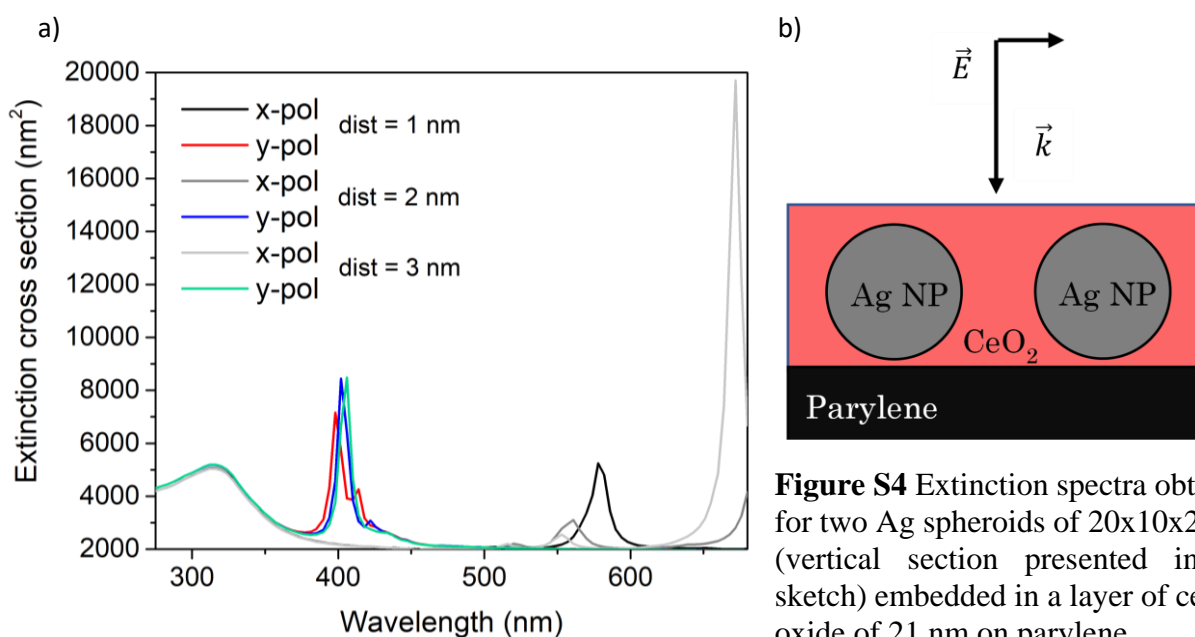 a)
Extinction cross section (nm²)
20000
18000
16000
14000
12000
10000
8000
6000
4000
2000
x-pol
dist = 1 nm
y-pol
x-pol
dist = 2 nm
y-pol
x-pol
dist = 3 nm
y-pol
300
400
500
600
Wavelength (nm)
b)
E⃗
k⃗
Ag NP
Ag NP
CeO₂
Parylene
Figure S4 Extinction spectra obt
for two Ag spheroids of 20x10x2
(vertical section presented in
sketch) embedded in a layer of ce
oxide of 21 nm on parylene